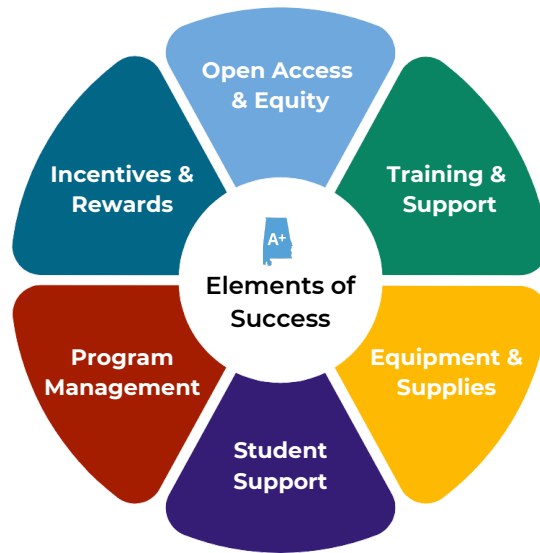 Open Access
& Equity
Training &
Support
Equipment &
Supplies
Student
Support
Program
Management
Incentives &
Rewards
A+
Elements of
Success